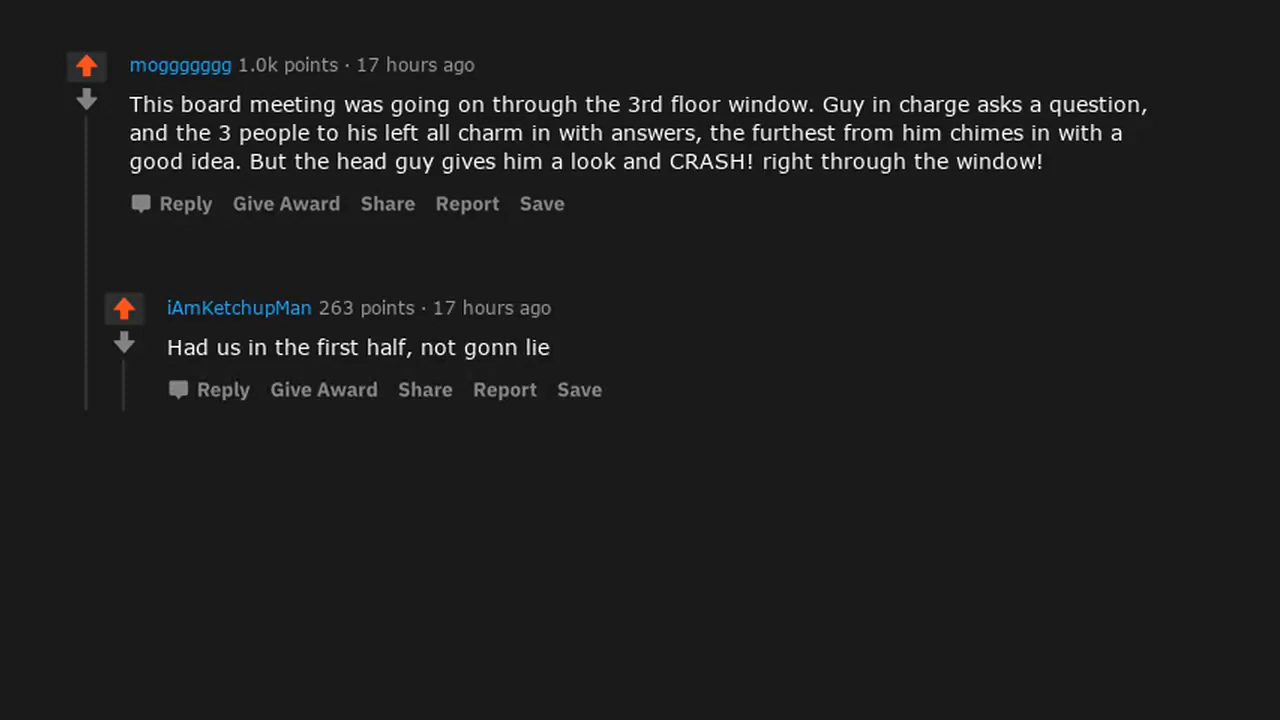 moggggggg 1.0k points · 17 hours ago
This board meeting was going on through the 3rd floor window. Guy in charge asks a question,
and the 3 people to his left all charm in with answers, the furthest from him chimes in with a
good idea. But the head guy gives him a look and CRASH! right through the window!
Reply Give Award Share Report Save
iAmKetchupMan 263 points · 17 hours ago
Had us in the first half, not gonn lie
Reply Give Award Share Report Save